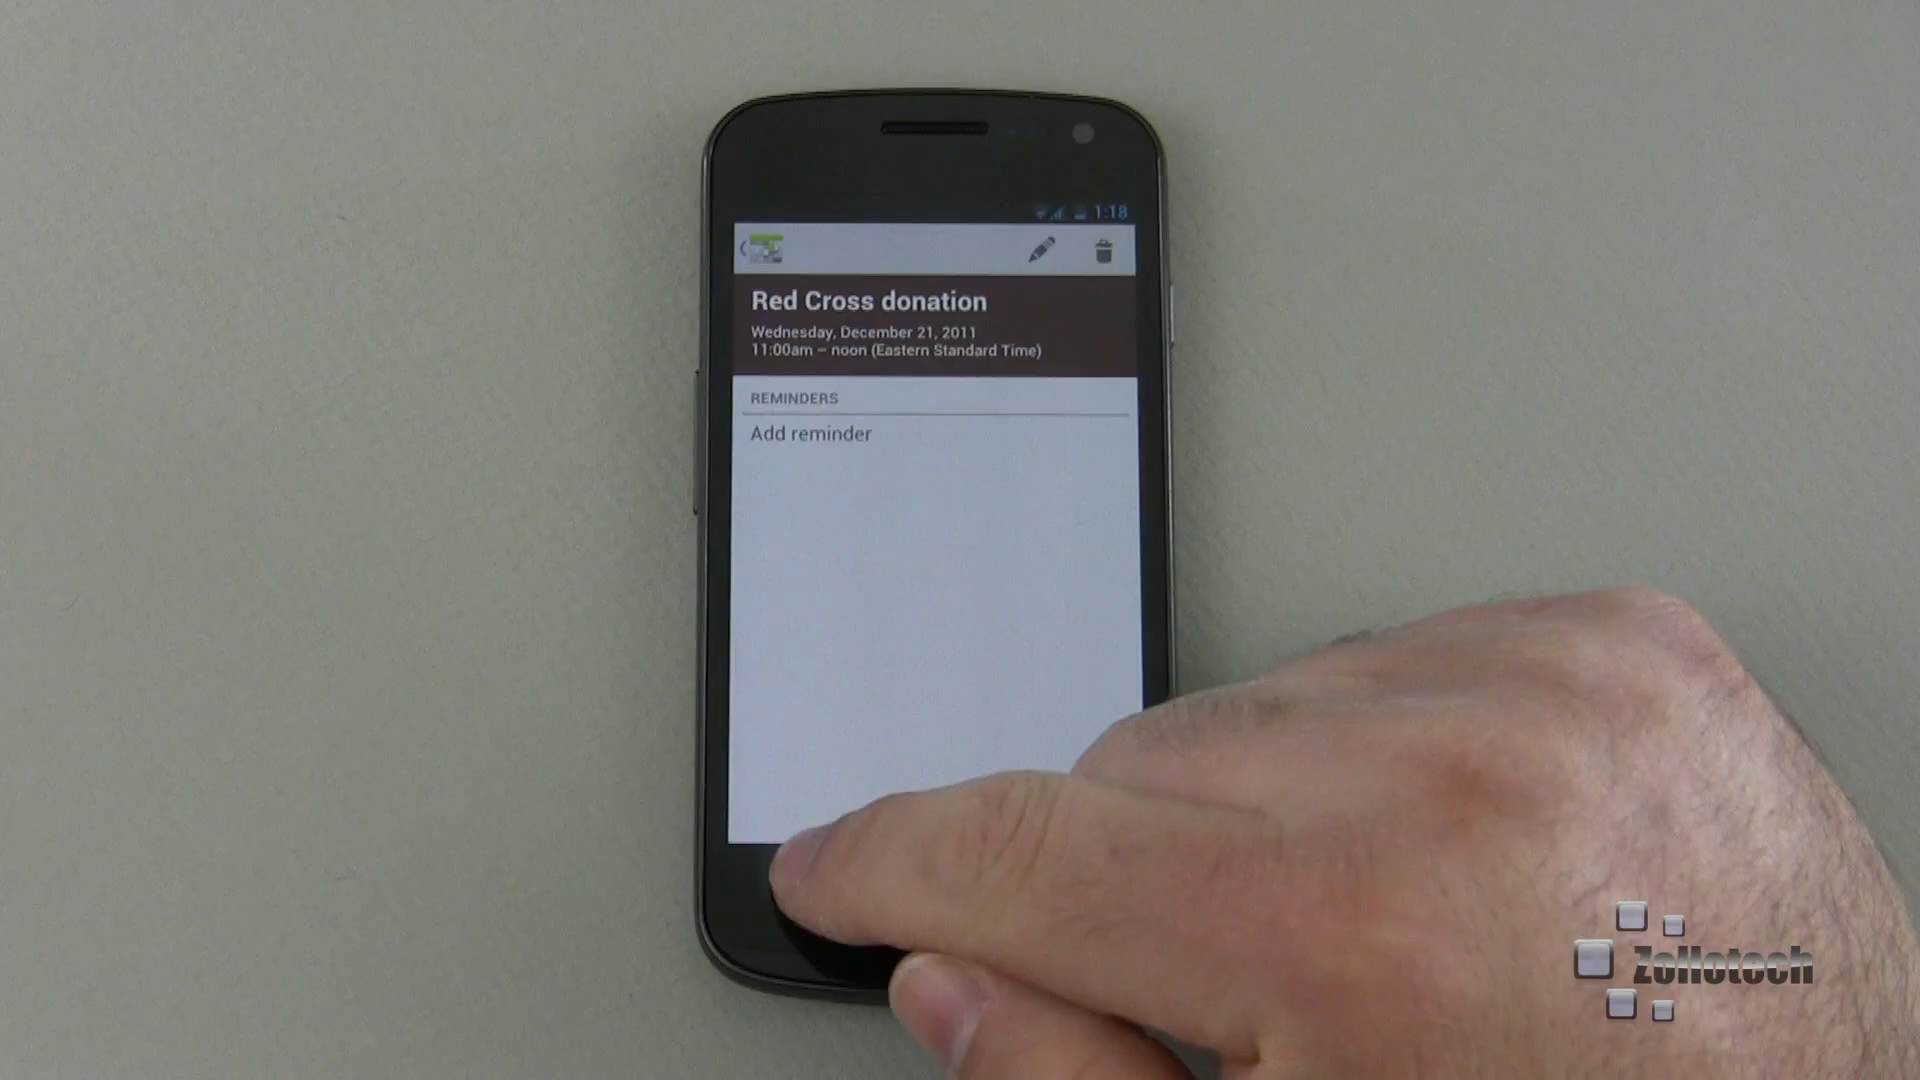 1:18
Red Cross donation
Wednesday, December 21, 2011
11:00am – noon (Eastern Standard Time)
REMINDERS
Add reminder
Zollotech